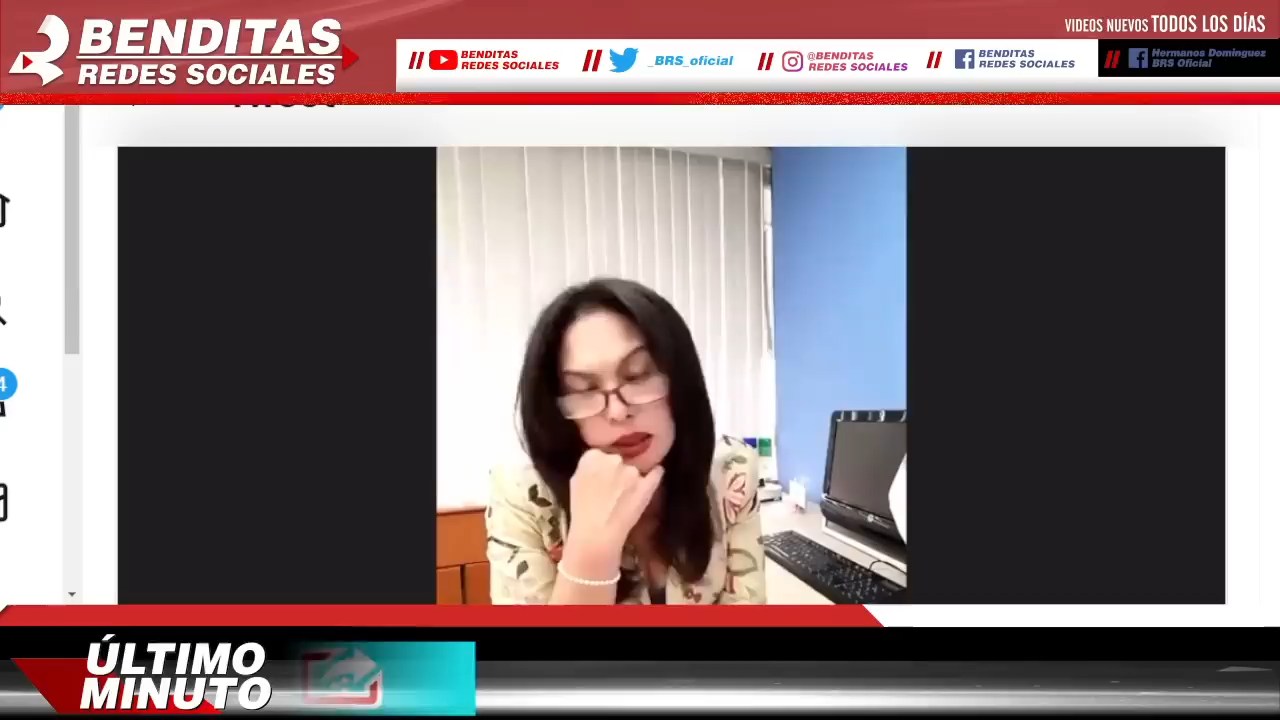 BENDITAS
REDES SOCIALES
VIDEOS NUEVOS TODOS LOS DÍAS
// BENDITAS
REDES SOCIALES
// _BRS_oficial
// @BENDITAS
REDES SOCIALES
// BENDITAS
REDES SOCIALES
// Hermanos Domínguez
BRS Oficial
4
ÚLTIMO
MINUTO